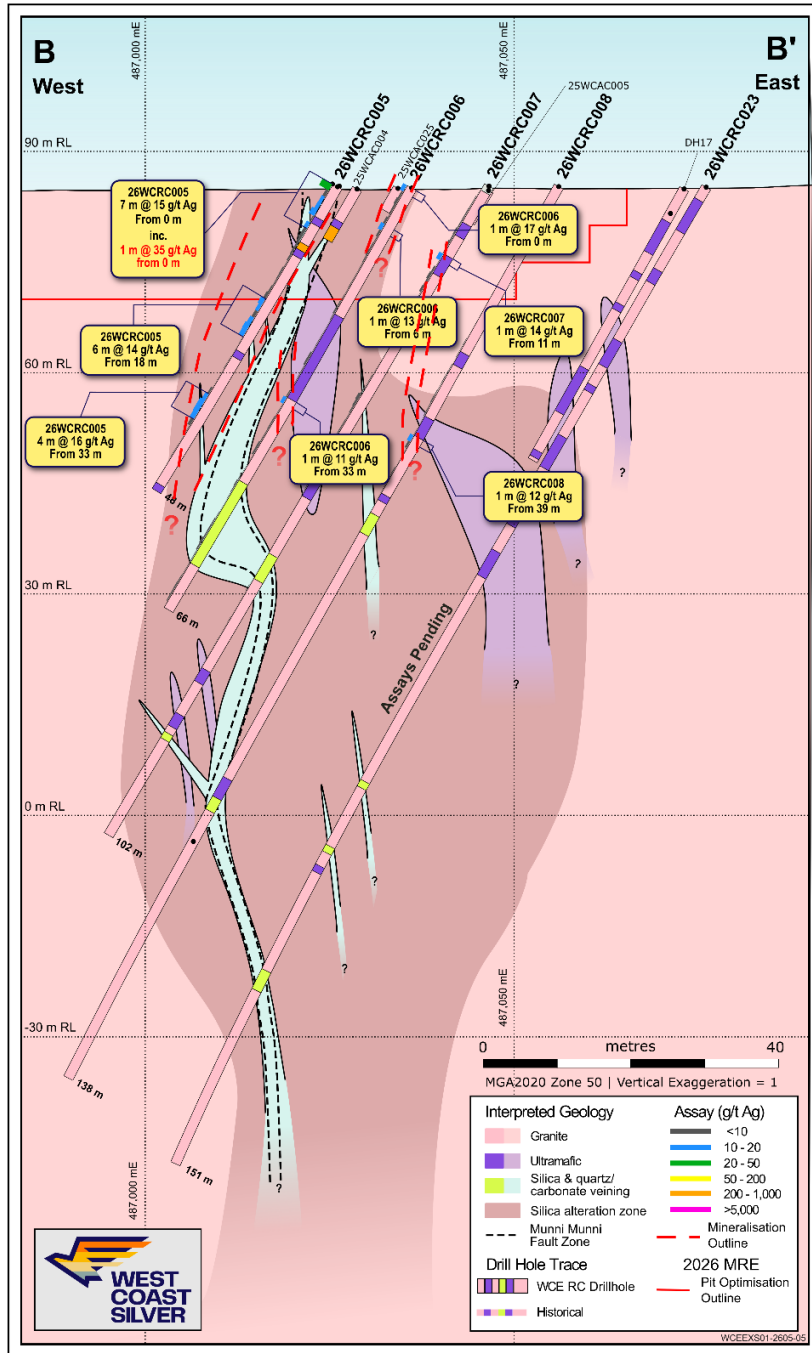 B
West
B'
East
487,000 mE
487,050 mE
26WCRC005
25WCAC004
25WCAC025
26WCRC006
26WCRC007
25WCAC005
26WCRC008
DH17
26WCRC023
90 m RL
26WCRC005
7 m @ 15 g/t Ag
From 0 m
inc.
1 m @ 35 g/t Ag
from 0 m
26WCRC006
1 m @ 17 g/t Ag
From 0 m
?
26WCRC006
1 m @ 13 g/t Ag
From 6 m
26WCRC007
1 m @ 14 g/t Ag
From 11 m
26WCRC005
6 m @ 14 g/t Ag
From 18 m
60 m RL
26WCRC005
4 m @ 16 g/t Ag
From 33 m
?
26WCRC006
1 m @ 11 g/t Ag
From 33 m
?
26WCRC008
1 m @ 12 g/t Ag
From 39 m
?
48 m
?
?
30 m RL
66 m
?
Assays Pending
?
0 m RL
102 m
?
?
-30 m RL
487,050 mE
138 m
151 m
?
487,000 mE
0 metres 40
MGA2020 Zone 50 | Vertical Exaggeration = 1
Interpreted Geology
Granite
Ultramafic
Silica & quartz/
carbonate veining
Silica alteration zone
Munni Munni
Fault Zone
Drill Hole Trace
WCE RC Drillhole
Historical
Assay (g/t Ag)
<10
10 - 20
20 - 50
50 - 200
200 - 1,000
>5,000
Mineralisation
Outline
2026 MRE
Pit Optimisation
Outline
WEST
COAST
SILVER
WCEEXS01-2605-05